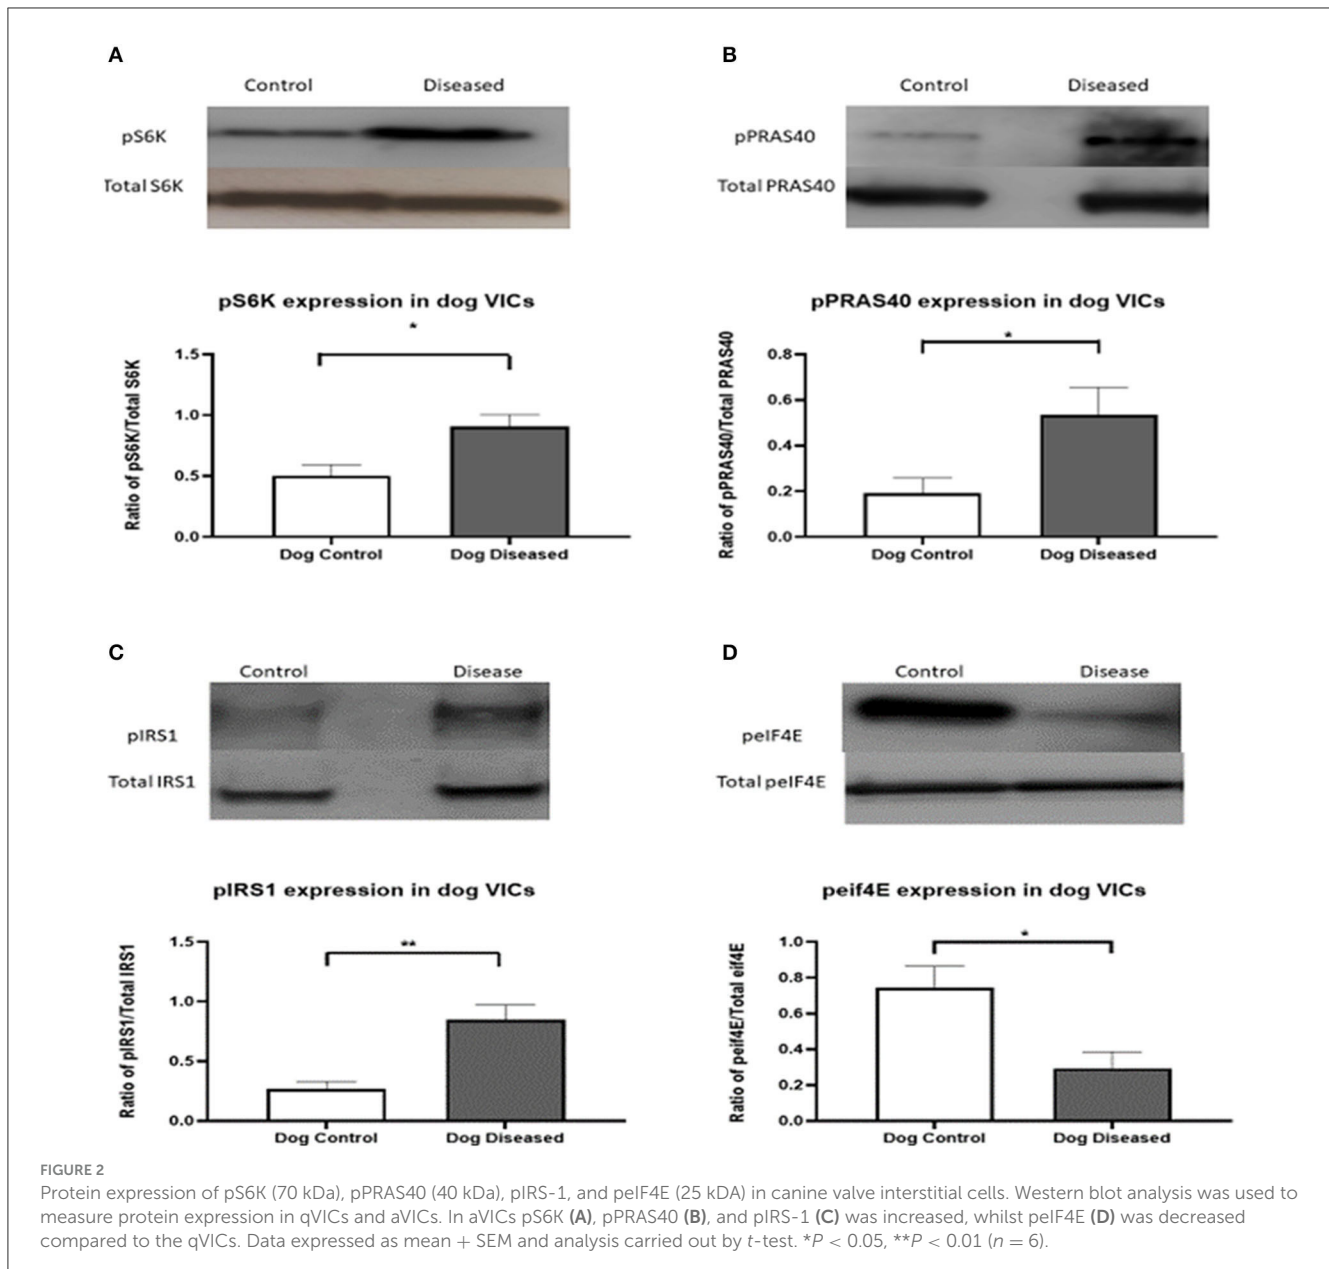 A
Control Diseased
pS6K
Total S6K
pS6K expression in dog VICs
*
Ratio of pS6K/Total S6K
1.5
1.0
0.5
0.0
Dog Control Dog Diseased
B
Control Diseased
pPRAS40
Total PRAS40
pPRAS40 expression in dog VICs
*
Ratio of pPRAS40/Total PRAS40
0.8
0.6
0.4
0.2
0.0
Dog Control Dog Diseased
C
Control Disease
pIRS1
Total IRS1
pIRS1 expression in dog VICs
**
Ratio of pIRS1/Total IRS1
1.5
1.0
0.5
0.0
Dog Control Dog Diseased
D
Control Disease
peIF4E
Total peIF4E
peif4E expression in dog VICs
*
Ratio of peif4E/Total eif4E
1.0
0.8
0.6
0.4
0.2
0.0
Dog Control Dog Diseased
FIGURE 2
Protein expression of pS6K (70 kDa), pPRAS40 (40 kDa), pIRS-1, and peIF4E (25 kDA) in canine valve interstitial cells. Western blot analysis was used to
measure protein expression in qVICs and aVICs. In aVICs pS6K (A), pPRAS40 (B), and pIRS-1 (C) was increased, whilst peIF4E (D) was decreased
compared to the qVICs. Data expressed as mean + SEM and analysis carried out by t-test. *P < 0.05, **P < 0.01 (n = 6).